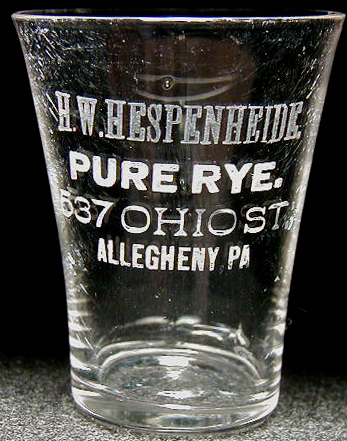 H.W.HESPENHEIDE
PURE RYE.
537 OHIO ST.
ALLEGHENY PA